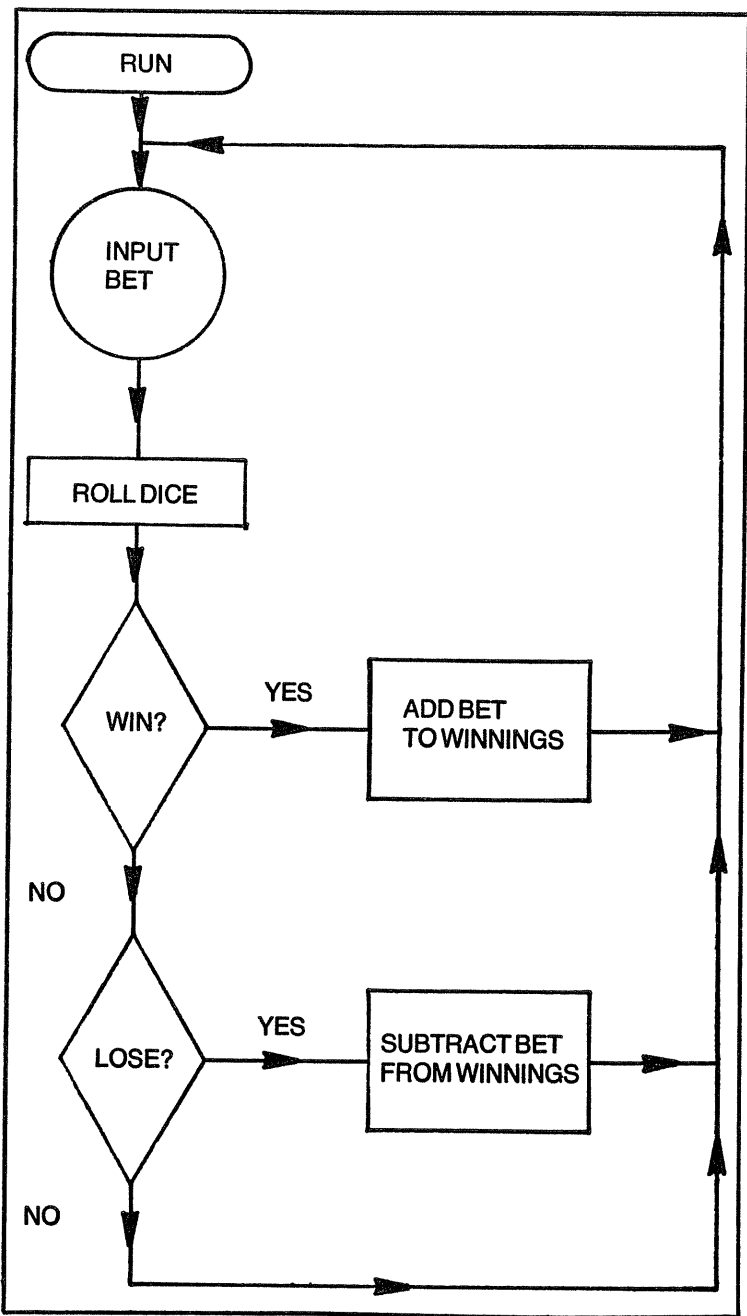 RUN
INPUT
BET
ROLL DICE
WIN?
YES
ADD BET
TO WINNINGS
NO
LOSE?
YES
SUBTRACT BET
FROM WINNINGS
NO